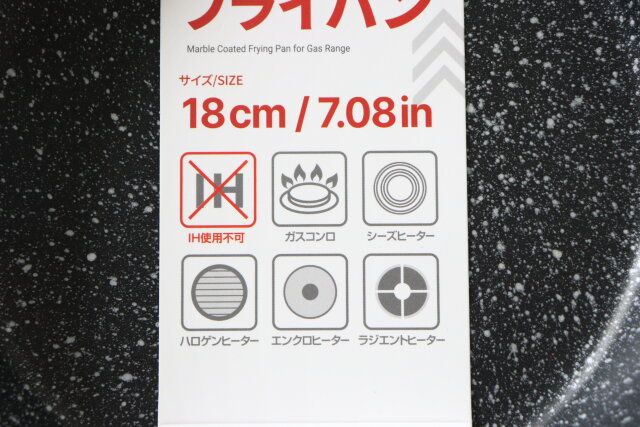 フライパン
Marble Coated Frying Pan for Gas Range
サイズ/SIZE
18cm / 7.08in
IH
IH使用不可
ガスコンロ
シーズヒーター
ハロゲンヒーター
エンクロヒーター
ラジエントヒーター